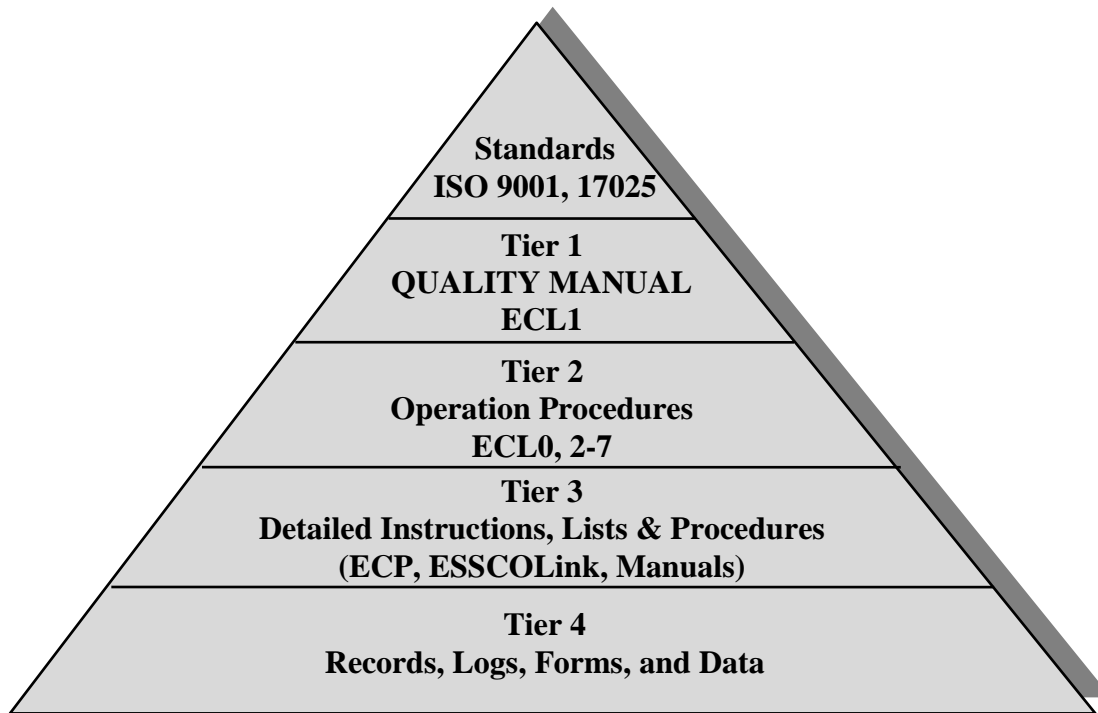 Standards
ISO 9001, 17025
Tier 1
QUALITY MANUAL
ECL1
Tier 2
Operation Procedures
ECL0, 2-7
Tier 3
Detailed Instructions, Lists & Procedures
(ECP, ESSCOLink, Manuals)
Tier 4
Records, Logs, Forms, and Data